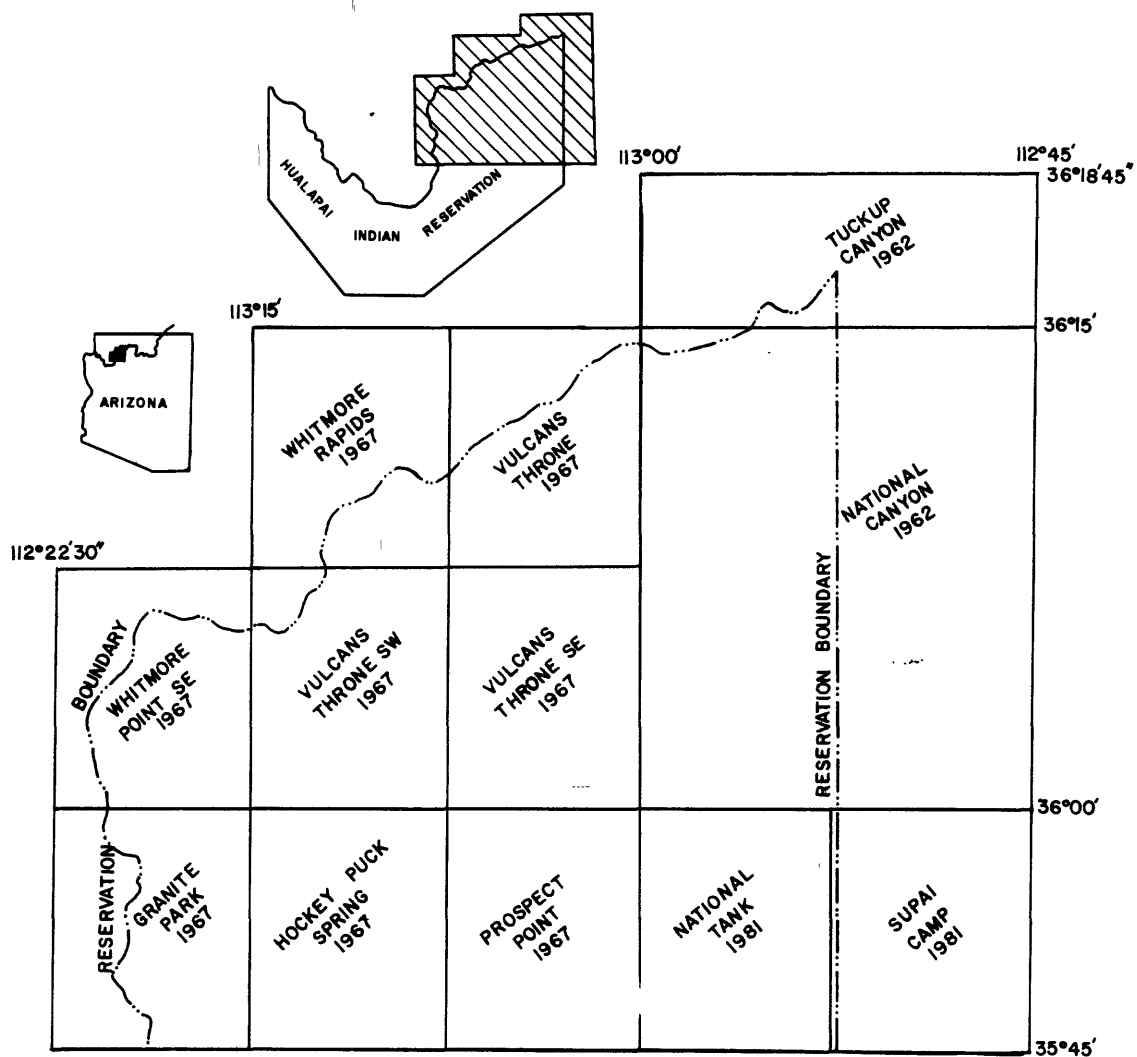 HUALAPAI
INDIAN
RESERVATION
113°00'
112°45'
36°18'45"
TUCKUP
CANYON
1962
113°15'
36°15'
ARIZONA
WHITMORE
RAPIDS
1967
VULCANS
THRONE
1967
NATIONAL
CANYON
1962
112°22'30"
BOUNDARY
WHITMORE
POINT SE
1967
VULCANS
THRONE SW
1967
VULCANS
THRONE SE
1967
RESERVATION BOUNDARY
36°00'
RESERVATION
GRANITE
PARK
1967
HOCKEY PUCK
SPRING
1967
PROSPECT
POINT
1967
NATIONAL
TANK
1981
SUPAI
CAMP
1981
35°45'